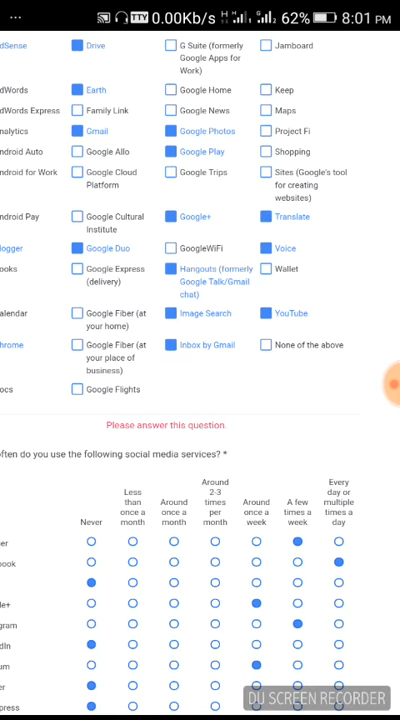 TTV 0.00Kb/s H H 62% 8:01 PM
dSense Drive G Suite (formerly Jamboard
Google Apps for
Work)
dWords Earth Google Home Keep
dWords Express Family Link Google News Maps
nalytics Gmail Google Photos Project Fi
ndroid Auto Google Allo Google Play Shopping
ndroid for Work Google Cloud Google Trips Sites (Google's tool
Platform for creating
websites)
ndroid Pay Google Cultural Google+ Translate
Institute
logger Google Duo GoogleWiFi Voice
ooks Google Express Hangouts (formerly Wallet
(delivery) Google Talk/Gmail
chat)
alendar Google Fiber (at Image Search YouTube
your home)
hrome Google Fiber (at Inbox by Gmail None of the above
your place of
business)
ocs Google Flights
Please answer this question.
often do you use the following social media services? *
Never Less than once a month Around once a month Around 2-3 times per month Around once a week A few times a week Every day or multiple times a day
er
book
le+
gram
dIn
um
er
press
DU SCREEN RECORDER